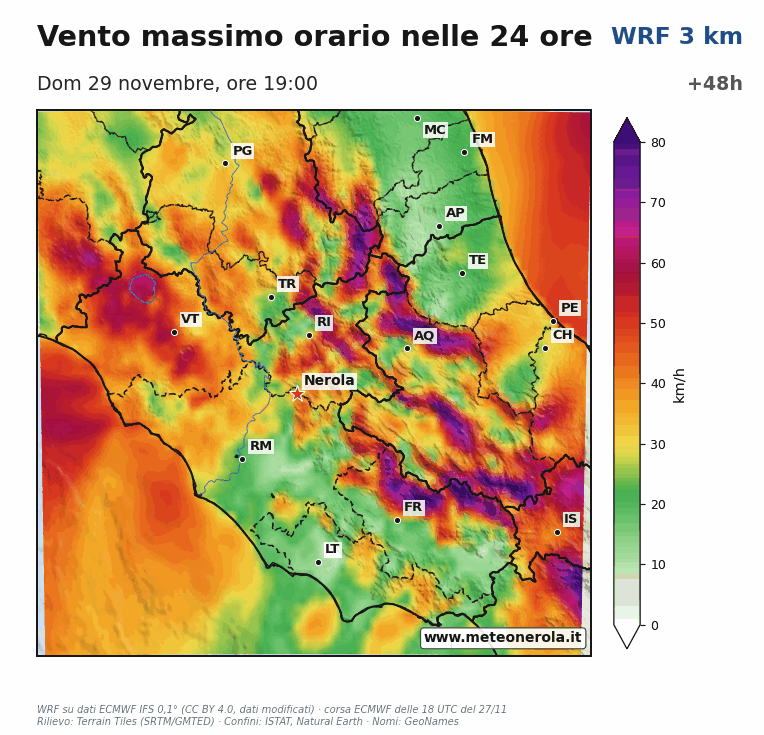 Vento massimo orario nelle 24 ore WRF 3 km
Dom 29 novembre, ore 19:00 +48h
MC
FM
PG
AP
TE
TR
VT
RI
PE
AQ
CH
Nerola
RM
FR
IS
LT
www.meteonerola.it
80
70
60
50
40
30
20
10
0
km/h
WRF su dati ECMWF IFS 0,1° (CC BY 4.0, dati modificati) · corsa ECMWF delle 18 UTC del 27/11
Rilievo: Terrain Tiles (SRTM/GMTED) · Confini: ISTAT, Natural Earth · Nomi: GeoNames